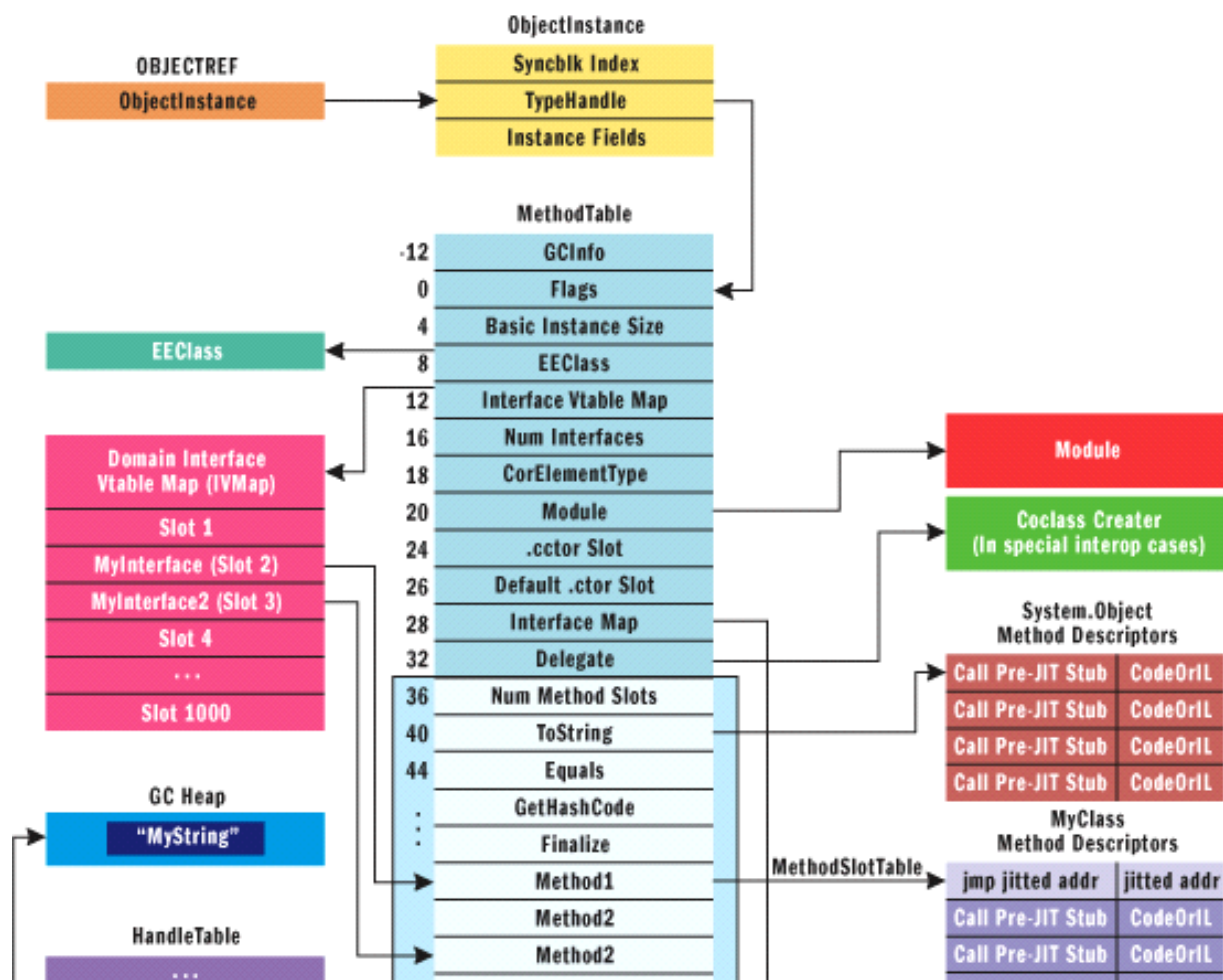 ObjectInstance
OBJECTREF
Syncblk Index
ObjectInstance
TypeHandle
Instance Fields
MethodTable
-12
GCInfo
0
Flags
4
Basic Instance Size
EEClass
8
EEClass
12
Interface Vtable Map
16
Num Interfaces
18
CorElementType
20
Module
24
.cctor Slot
26
Default .ctor Slot
28
Interface Map
32
Delegate
36
Num Method Slots
40
ToString
44
Equals
GetHashCode
Finalize
Method1
Method2
Method2
Domain Interface
Vtable Map (IVMap)
Slot 1
MyInterface (Slot 2)
MyInterface2 (Slot 3)
Slot 4
...
Slot 1000
GC Heap
“MyString”
HandleTable
...
Module
Coclass Creater
(In special interop cases)
System.Object
Method Descriptors
Call Pre-JIT Stub CodeOrIL
Call Pre-JIT Stub CodeOrIL
Call Pre-JIT Stub CodeOrIL
Call Pre-JIT Stub CodeOrIL
MyClass
Method Descriptors
MethodSlotTable
jmp jitted addr jitted addr
Call Pre-JIT Stub CodeOrIL
Call Pre-JIT Stub CodeOrIL